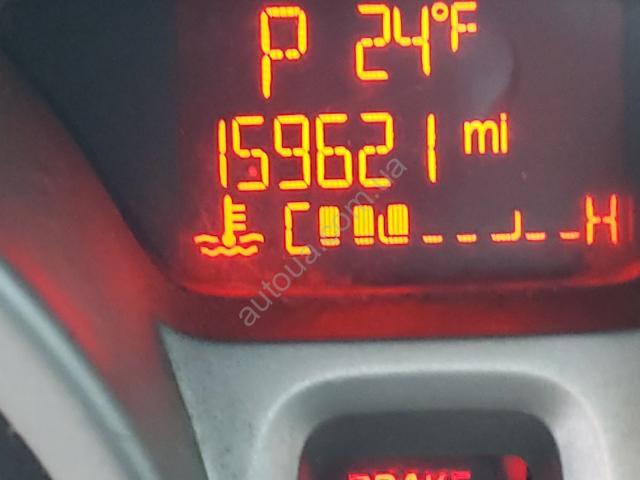 P 24°F
159621 mi
C H
BRAKE
autoua.com.ua